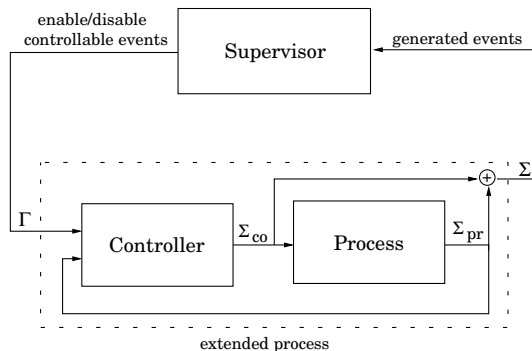 enable/disable
controllable events
Supervisor
generated events
Σ
Γ
Controller
Σco
Process
Σpr
+
extended process